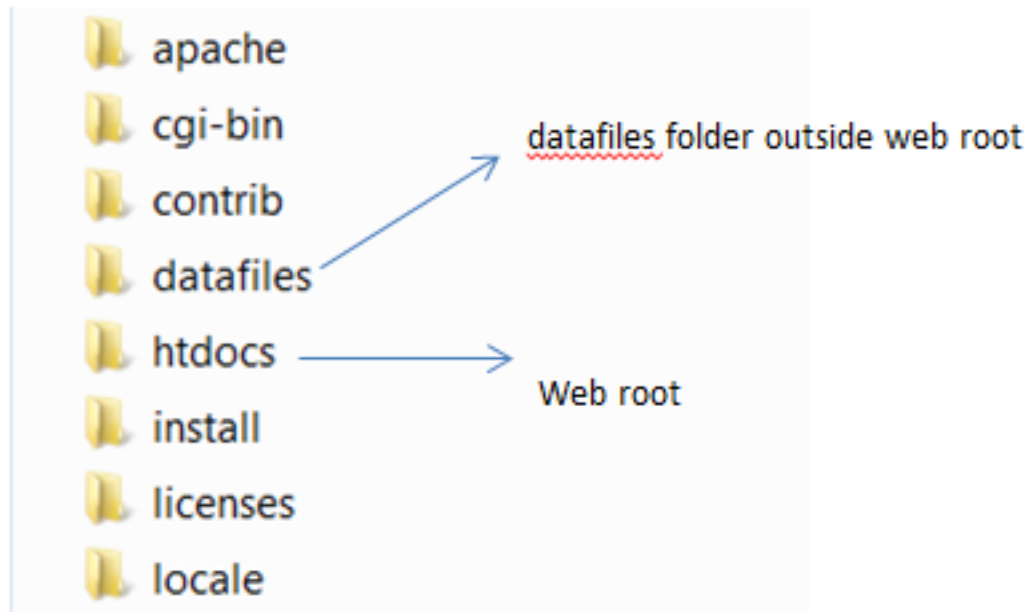 apache
cgi-bin
datafiles folder outside web root
contrib
datafiles
htdocs
Web root
install
licenses
locale